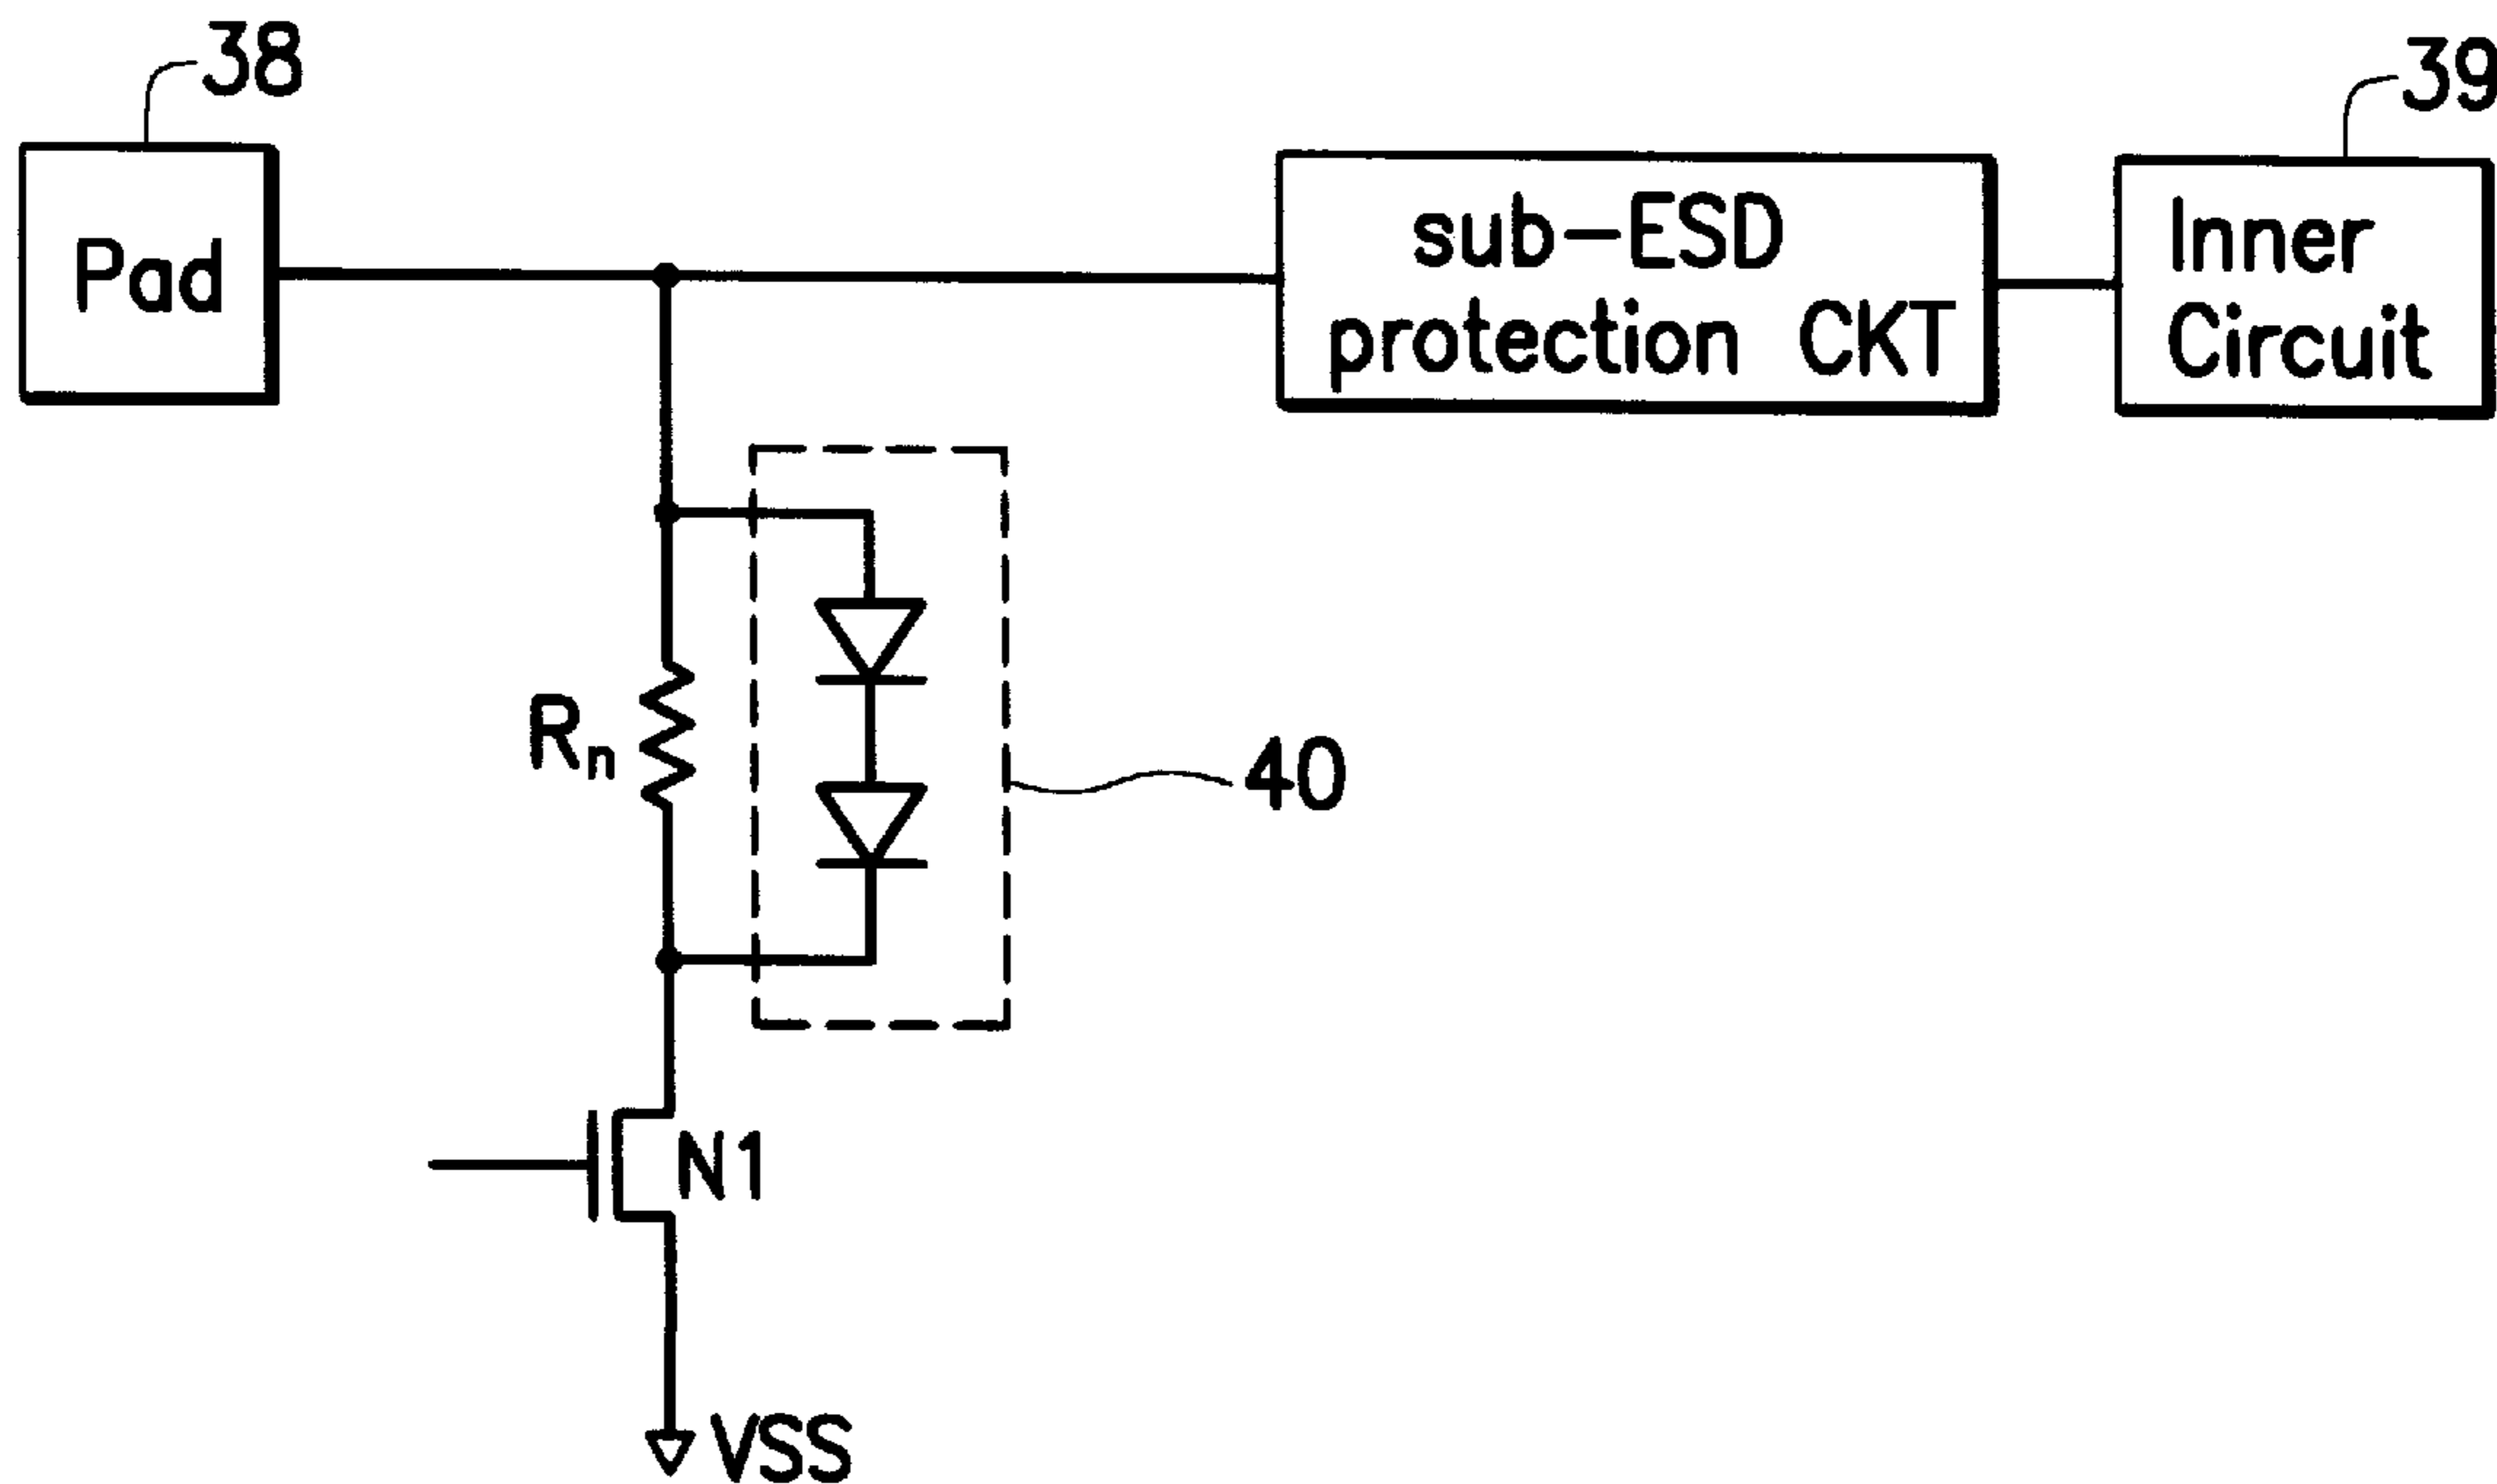 38
39
Pad
sub-ESD
protection CKT
Inner
Circuit
Rn
40
N1
VSS